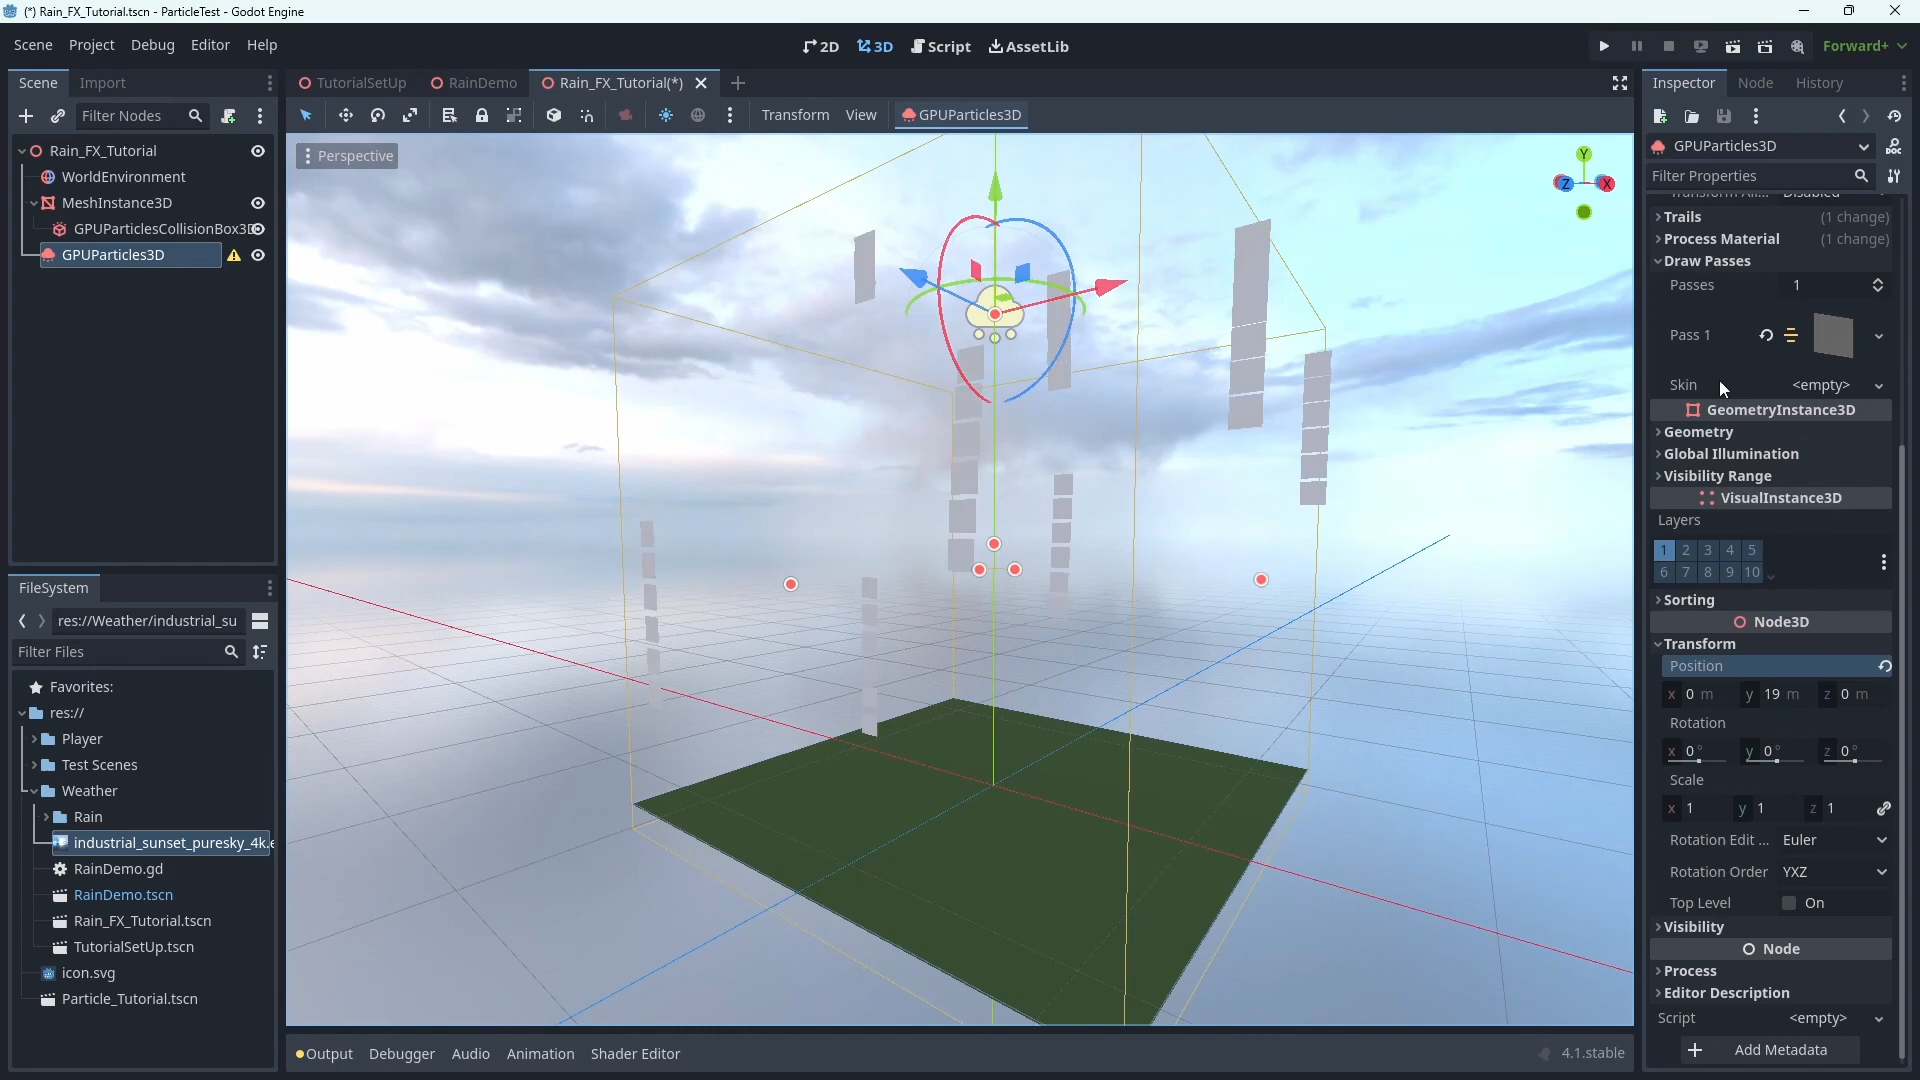 (*) Rain_FX_Tutorial.tscn - ParticleTest - Godot Engine
Scene Project Debug Editor Help
2D 3D Script AssetLib
Forward+
Scene Import
TutorialSetUp RainDemo Rain_FX_Tutorial(*)
Inspector Node History
Filter Nodes
Transform View GPUParticles3D
Perspective
Y
Z
X
Rain_FX_Tutorial
WorldEnvironment
MeshInstance3D
GPUParticlesCollisionBox3D
GPUParticles3D
FileSystem
res://Weather/industrial_su
Filter Files
Favorites:
res://
Player
Test Scenes
Weather
Rain
industrial_sunset_puresky_4k.e
RainDemo.gd
RainDemo.tscn
Rain_FX_Tutorial.tscn
TutorialSetUp.tscn
icon.svg
Particle_Tutorial.tscn
Output Debugger Audio Animation Shader Editor
4.1.stable
GPUParticles3D
Filter Properties
Disabled
Trails (1 change)
Process Material (1 change)
Draw Passes
Passes 1
Pass 1
Skin <empty>
GeometryInstance3D
Geometry
Global Illumination
Visibility Range
VisualInstance3D
Layers
1 2 3 4 5
6 7 8 9 10
Sorting
Node3D
Transform
Position
x 0 m y 19 m z 0 m
Rotation
x 0° y 0° z 0°
Scale
x 1 y 1 z 1
Rotation Edit ... Euler
Rotation Order YXZ
Top Level On
Visibility
Node
Process
Editor Description
Script <empty>
Add Metadata